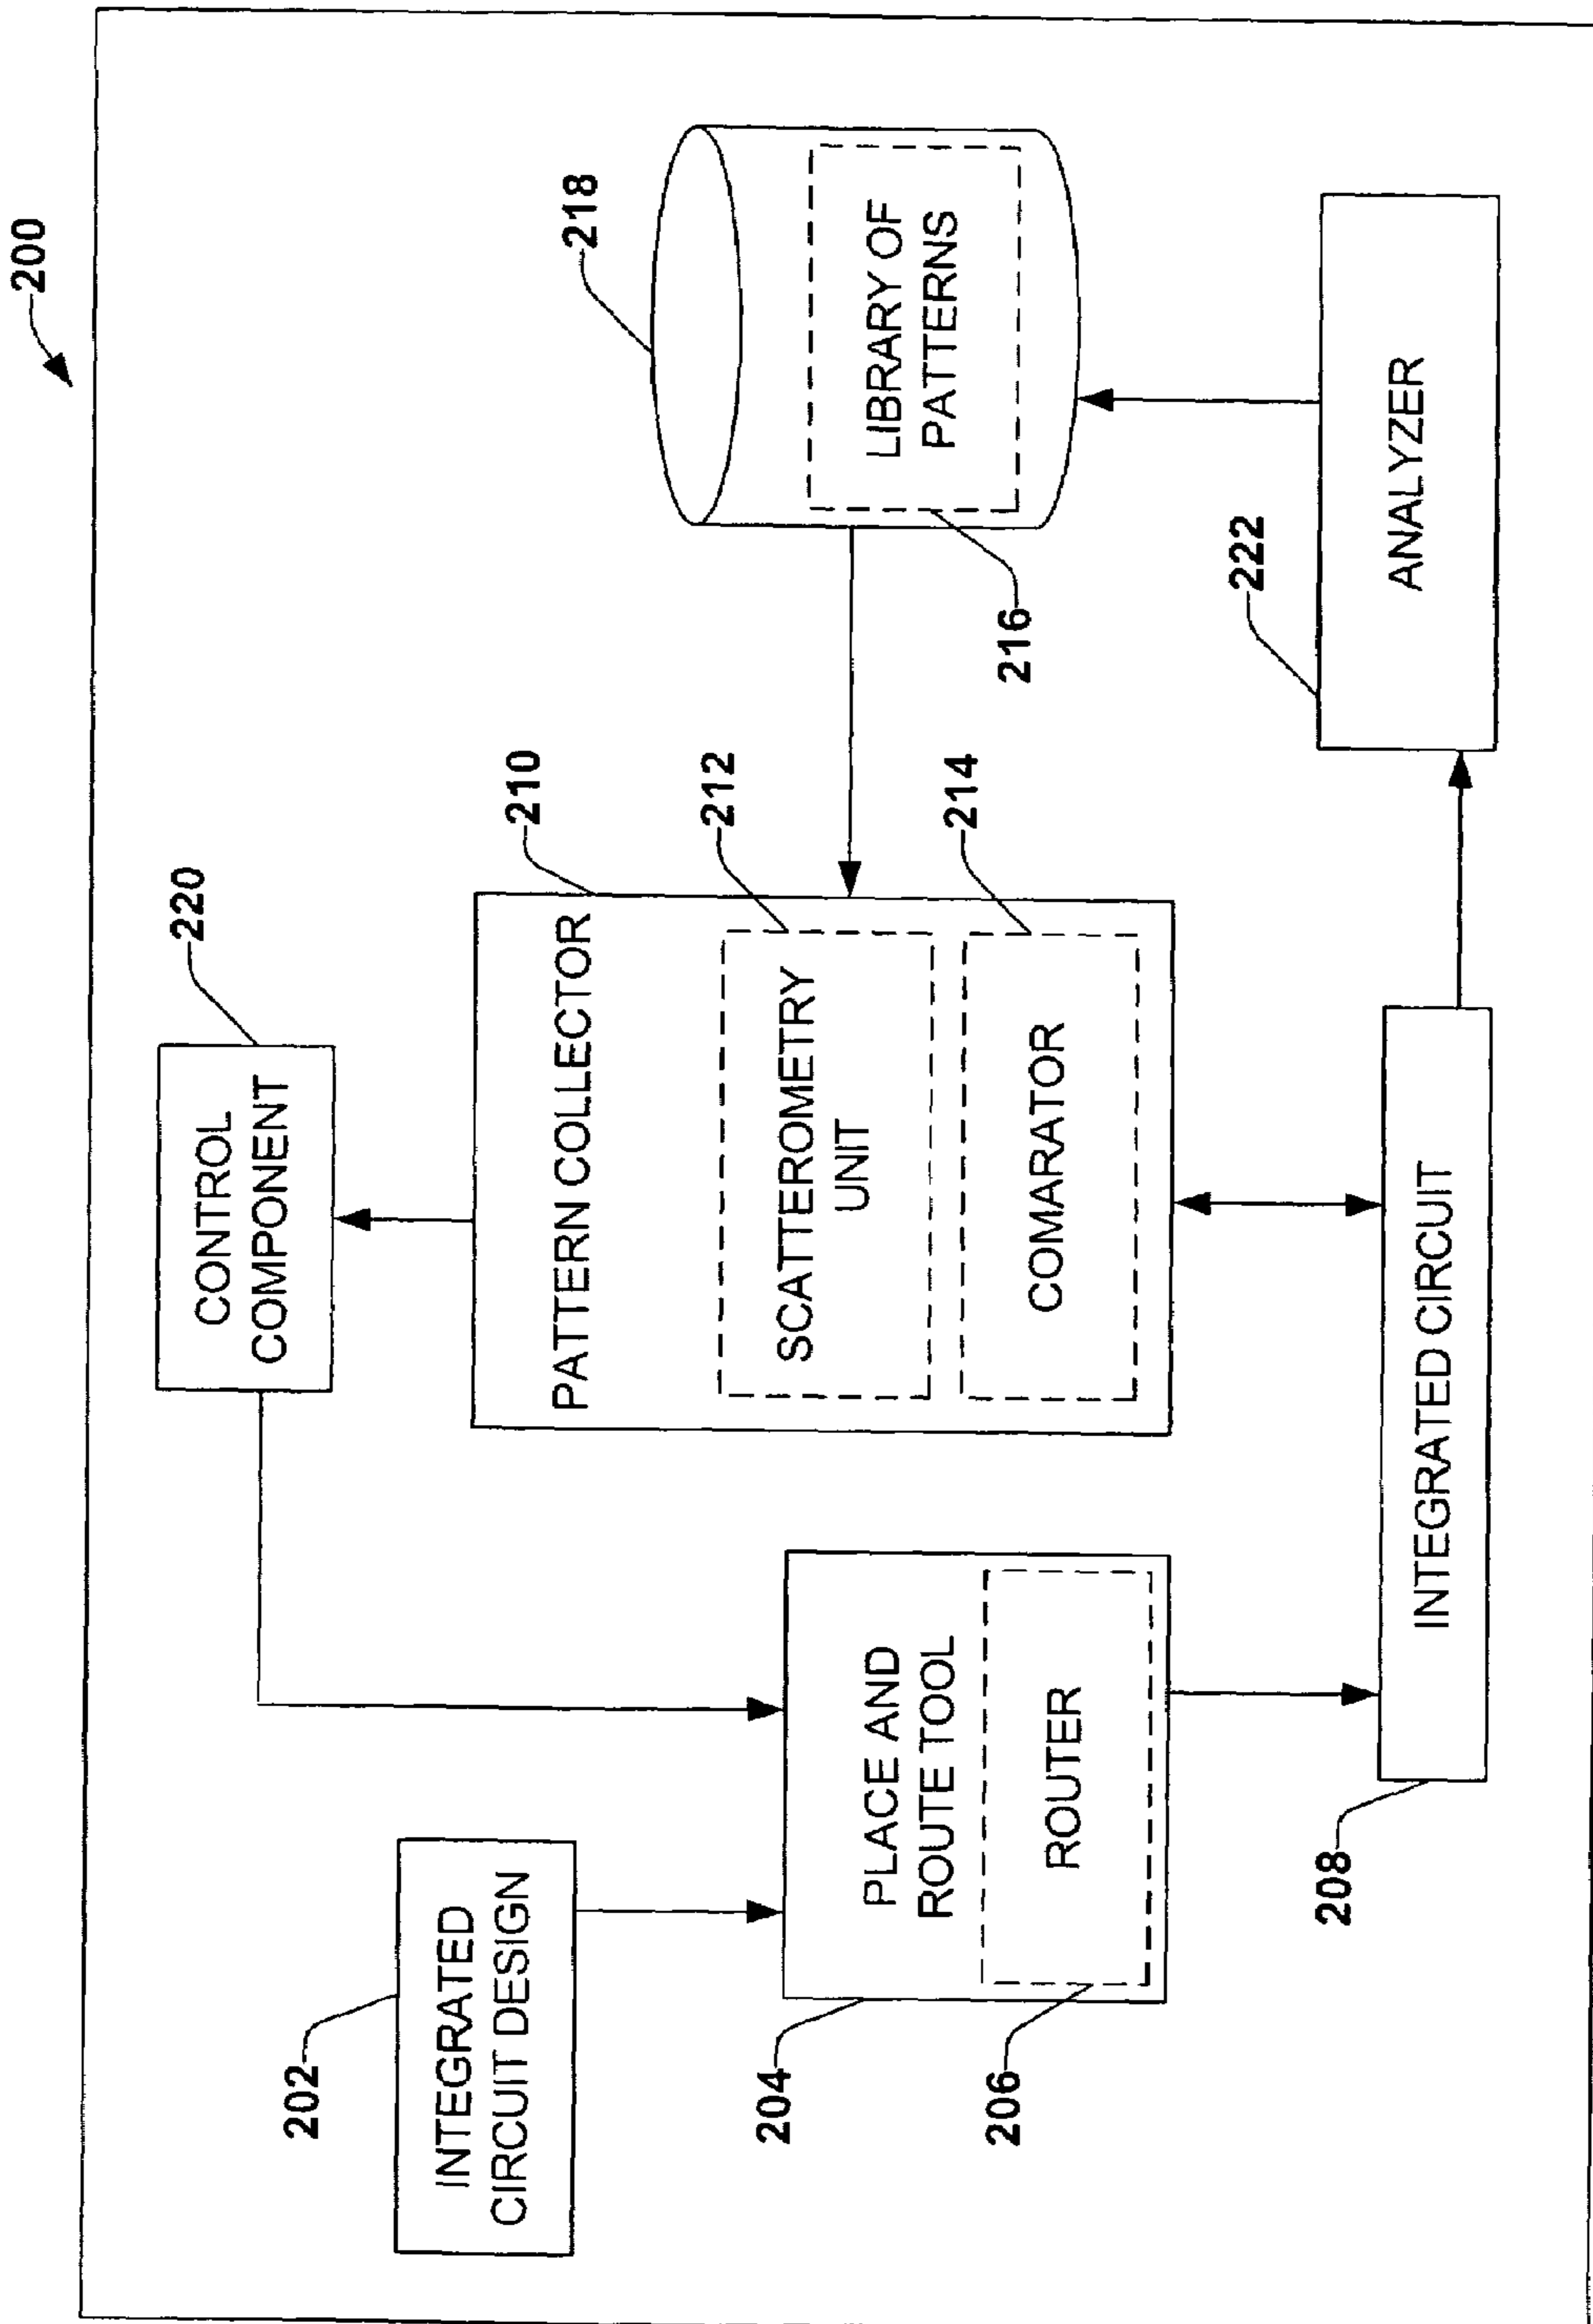 200
202
INTEGRATED
CIRCUIT DESIGN
204
PLACE AND
ROUTE TOOL
206
ROUTER
208
INTEGRATED CIRCUIT
220
CONTROL
COMPONENT
210
PATTERN COLLECTOR
212
SCATTEROMETRY
UNIT
214
COMARATOR
218
LIBRARY OF
PATTERNS
216
222
ANALYZER